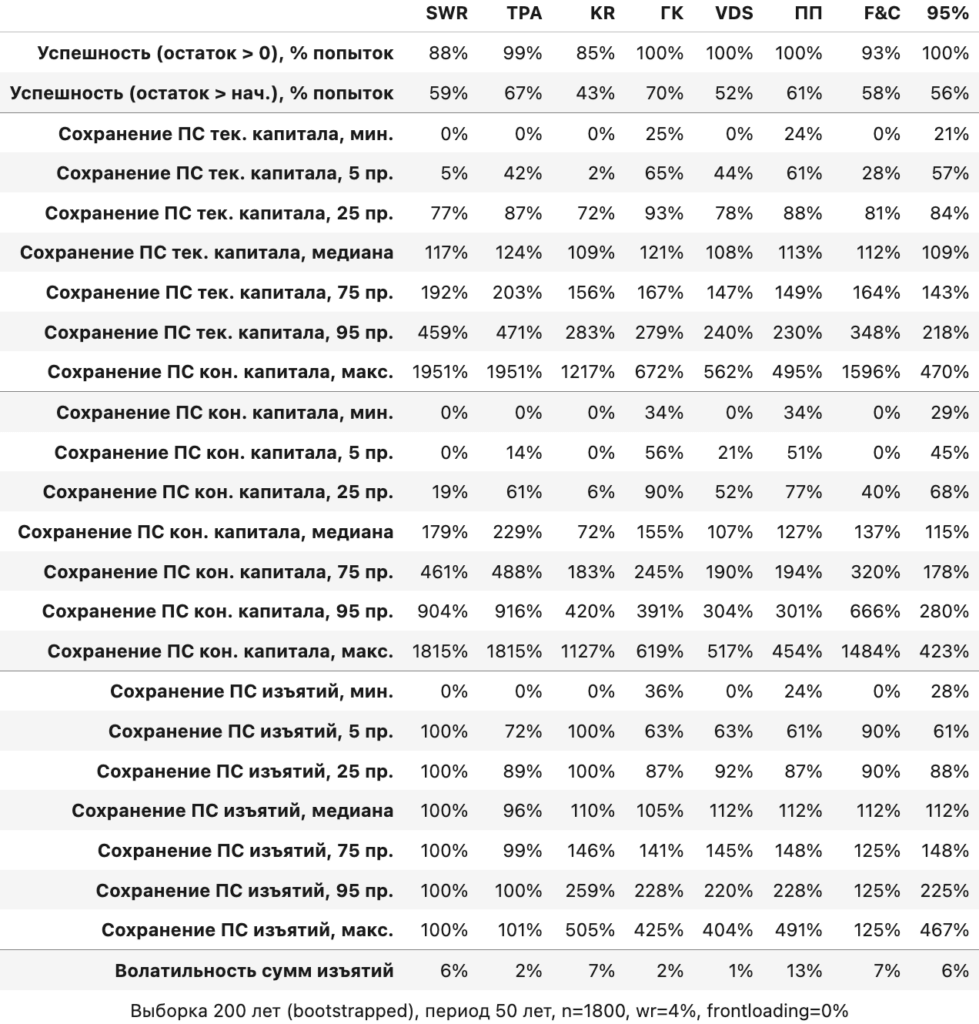 SWR TPA KR ГК VDS ПП F&C 95%
Успешность (остаток > 0), % попыток 88% 99% 85% 100% 100% 100% 93% 100%
Успешность (остаток > нач.), % попыток 59% 67% 43% 70% 52% 61% 58% 56%
Сохранение ПС тек. капитала, мин. 0% 0% 0% 25% 0% 24% 0% 21%
Сохранение ПС тек. капитала, 5 пр. 5% 42% 2% 65% 44% 61% 28% 57%
Сохранение ПС тек. капитала, 25 пр. 77% 87% 72% 93% 78% 88% 81% 84%
Сохранение ПС тек. капитала, медиана 117% 124% 109% 121% 108% 113% 112% 109%
Сохранение ПС тек. капитала, 75 пр. 192% 203% 156% 167% 147% 149% 164% 143%
Сохранение ПС тек. капитала, 95 пр. 459% 471% 283% 279% 240% 230% 348% 218%
Сохранение ПС кон. капитала, макс. 1951% 1951% 1217% 672% 562% 495% 1596% 470%
Сохранение ПС кон. капитала, мин. 0% 0% 0% 34% 0% 34% 0% 29%
Сохранение ПС кон. капитала, 5 пр. 0% 14% 0% 56% 21% 51% 0% 45%
Сохранение ПС кон. капитала, 25 пр. 19% 61% 6% 90% 52% 77% 40% 68%
Сохранение ПС кон. капитала, медиана 179% 229% 72% 155% 107% 127% 137% 115%
Сохранение ПС кон. капитала, 75 пр. 461% 488% 183% 245% 190% 194% 320% 178%
Сохранение ПС кон. капитала, 95 пр. 904% 916% 420% 391% 304% 301% 666% 280%
Сохранение ПС кон. капитала, макс. 1815% 1815% 1127% 619% 517% 454% 1484% 423%
Сохранение ПС изъятий, мин. 0% 0% 0% 36% 0% 24% 0% 28%
Сохранение ПС изъятий, 5 пр. 100% 72% 100% 63% 63% 61% 90% 61%
Сохранение ПС изъятий, 25 пр. 100% 89% 100% 87% 92% 87% 90% 88%
Сохранение ПС изъятий, медиана 100% 96% 110% 105% 112% 112% 112% 112%
Сохранение ПС изъятий, 75 пр. 100% 99% 146% 141% 145% 148% 125% 148%
Сохранение ПС изъятий, 95 пр. 100% 100% 259% 228% 220% 228% 125% 225%
Сохранение ПС изъятий, макс. 100% 101% 505% 425% 404% 491% 125% 467%
Волатильность сумм изъятий 6% 2% 7% 2% 1% 13% 7% 6%
Выборка 200 лет (bootstrapped), период 50 лет, n=1800, wr=4%, frontloading=0%